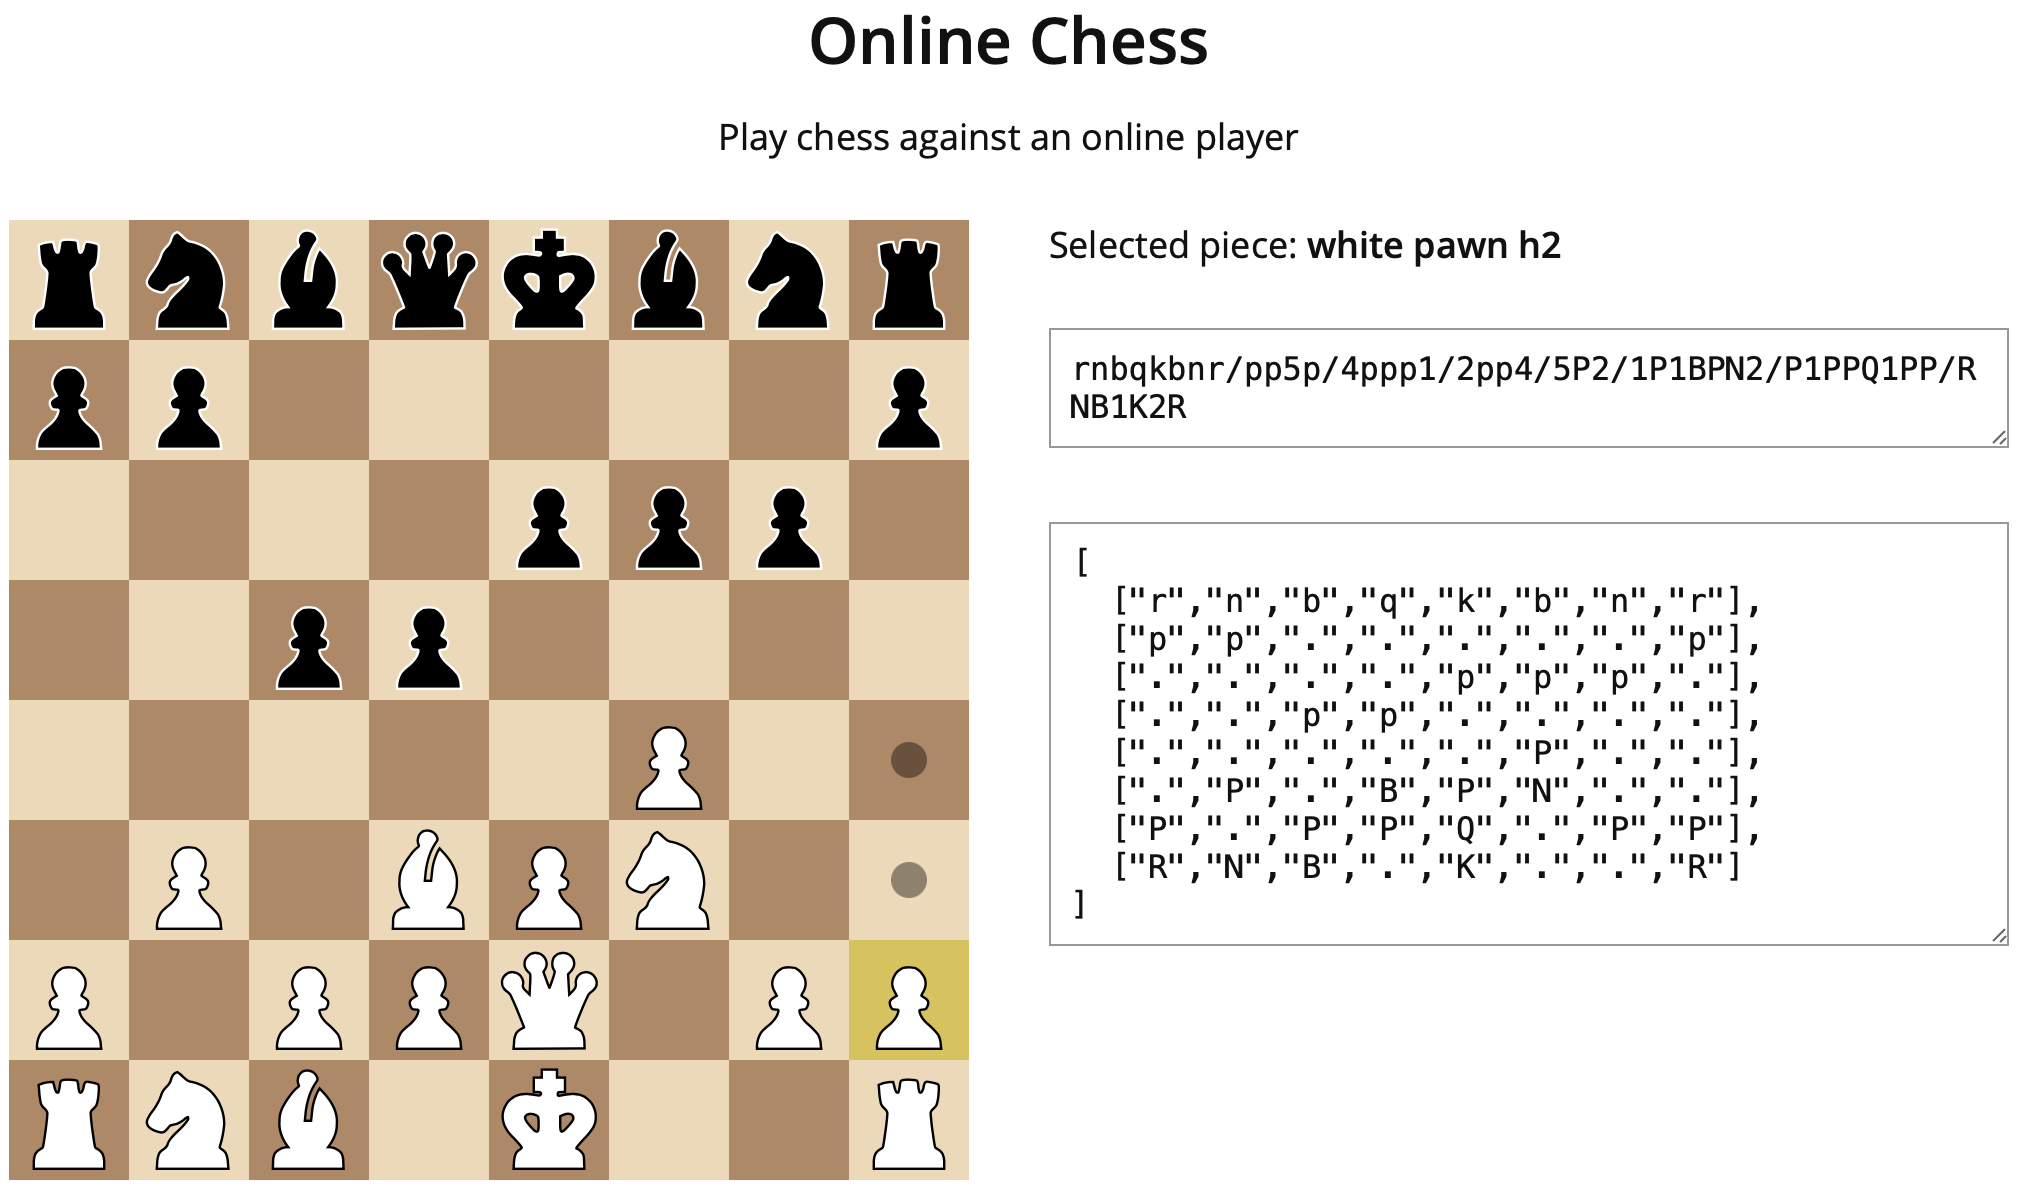 Online Chess
Play chess against an online player
Selected piece: white pawn h2
rnbqkbnr/pp5p/4ppp1/2pp4/5P2/1P1BPN2/P1PPQ1PP/R
NB1K2R
[
  ["r","n","b","q","k","b","n","r"],
  ["p","p",".",".",".",".",".","p"],
  [".",".",".",".","p","p","p","."],
  [".",".","p","p",".",".",".","."],
  [".",".",".",".",".","P",".","."],
  [".","P",".","B","P","N",".","."],
  ["P",".","P","P","Q",".","P","P"],
  ["R","N","B",".","K",".",".","R"]
]